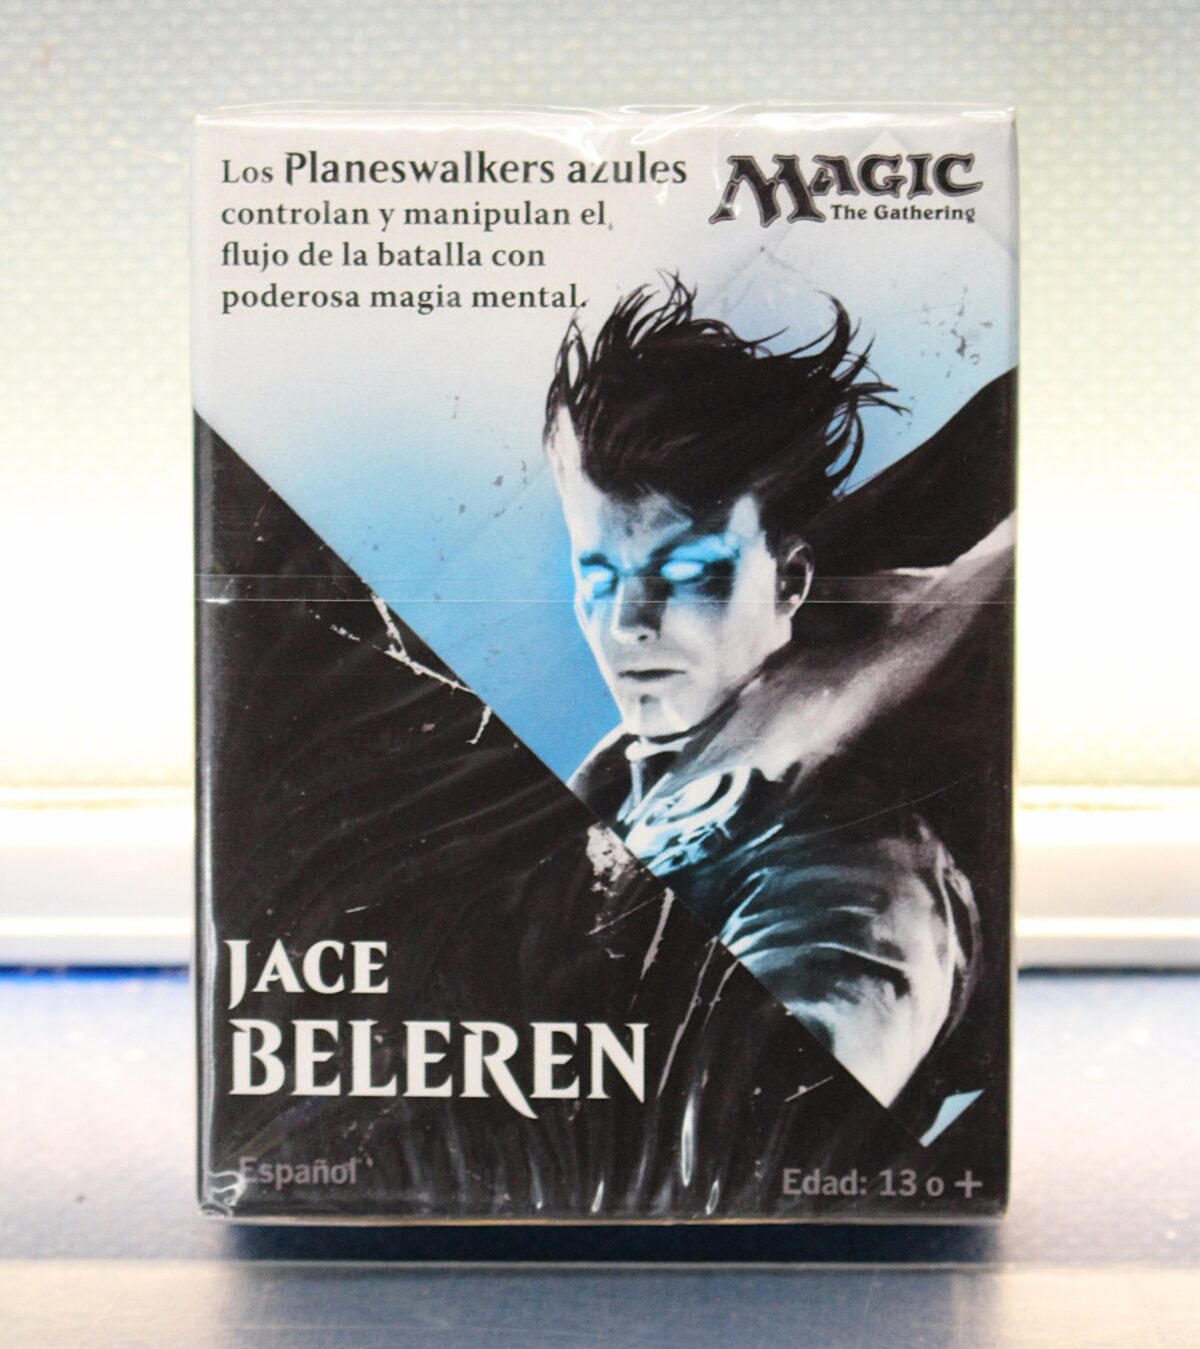 Los Planeswalkers azules
controlan y manipulan el
flujo de la batalla con
poderosa magia mental.
MAGIC
The Gathering
JACE
BELEREN
Español
Edad: 13 o +